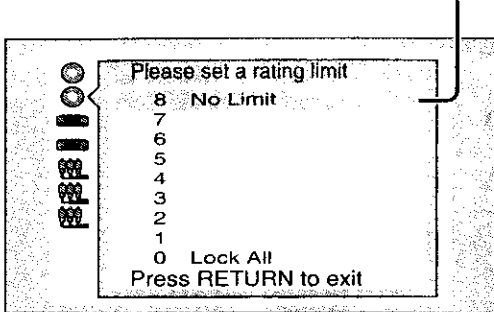 Please set a rating limit
8 No Limit
7
6
5
4
3
2
1
0 Lock All
Press RETURN to exit